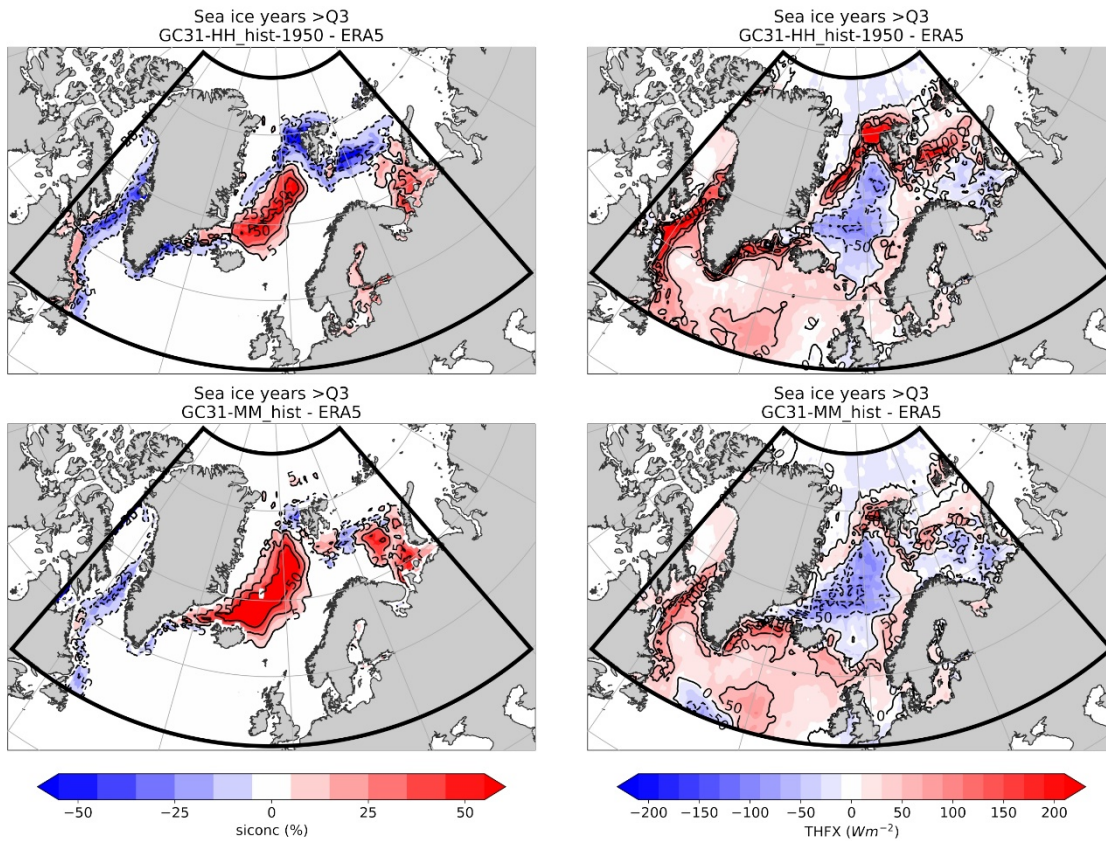 Sea ice years >Q3
GC31-HH_hist-1950 - ERA5
Sea ice years >Q3
GC31-HH_hist-1950 - ERA5
Sea ice years >Q3
GC31-MM_hist - ERA5
Sea ice years >Q3
GC31-MM_hist - ERA5
−50
−25
0
25
50
siconc (%)
−200
−150
−100
−50
0
50
100
150
200
THFX (Wm⁻²)